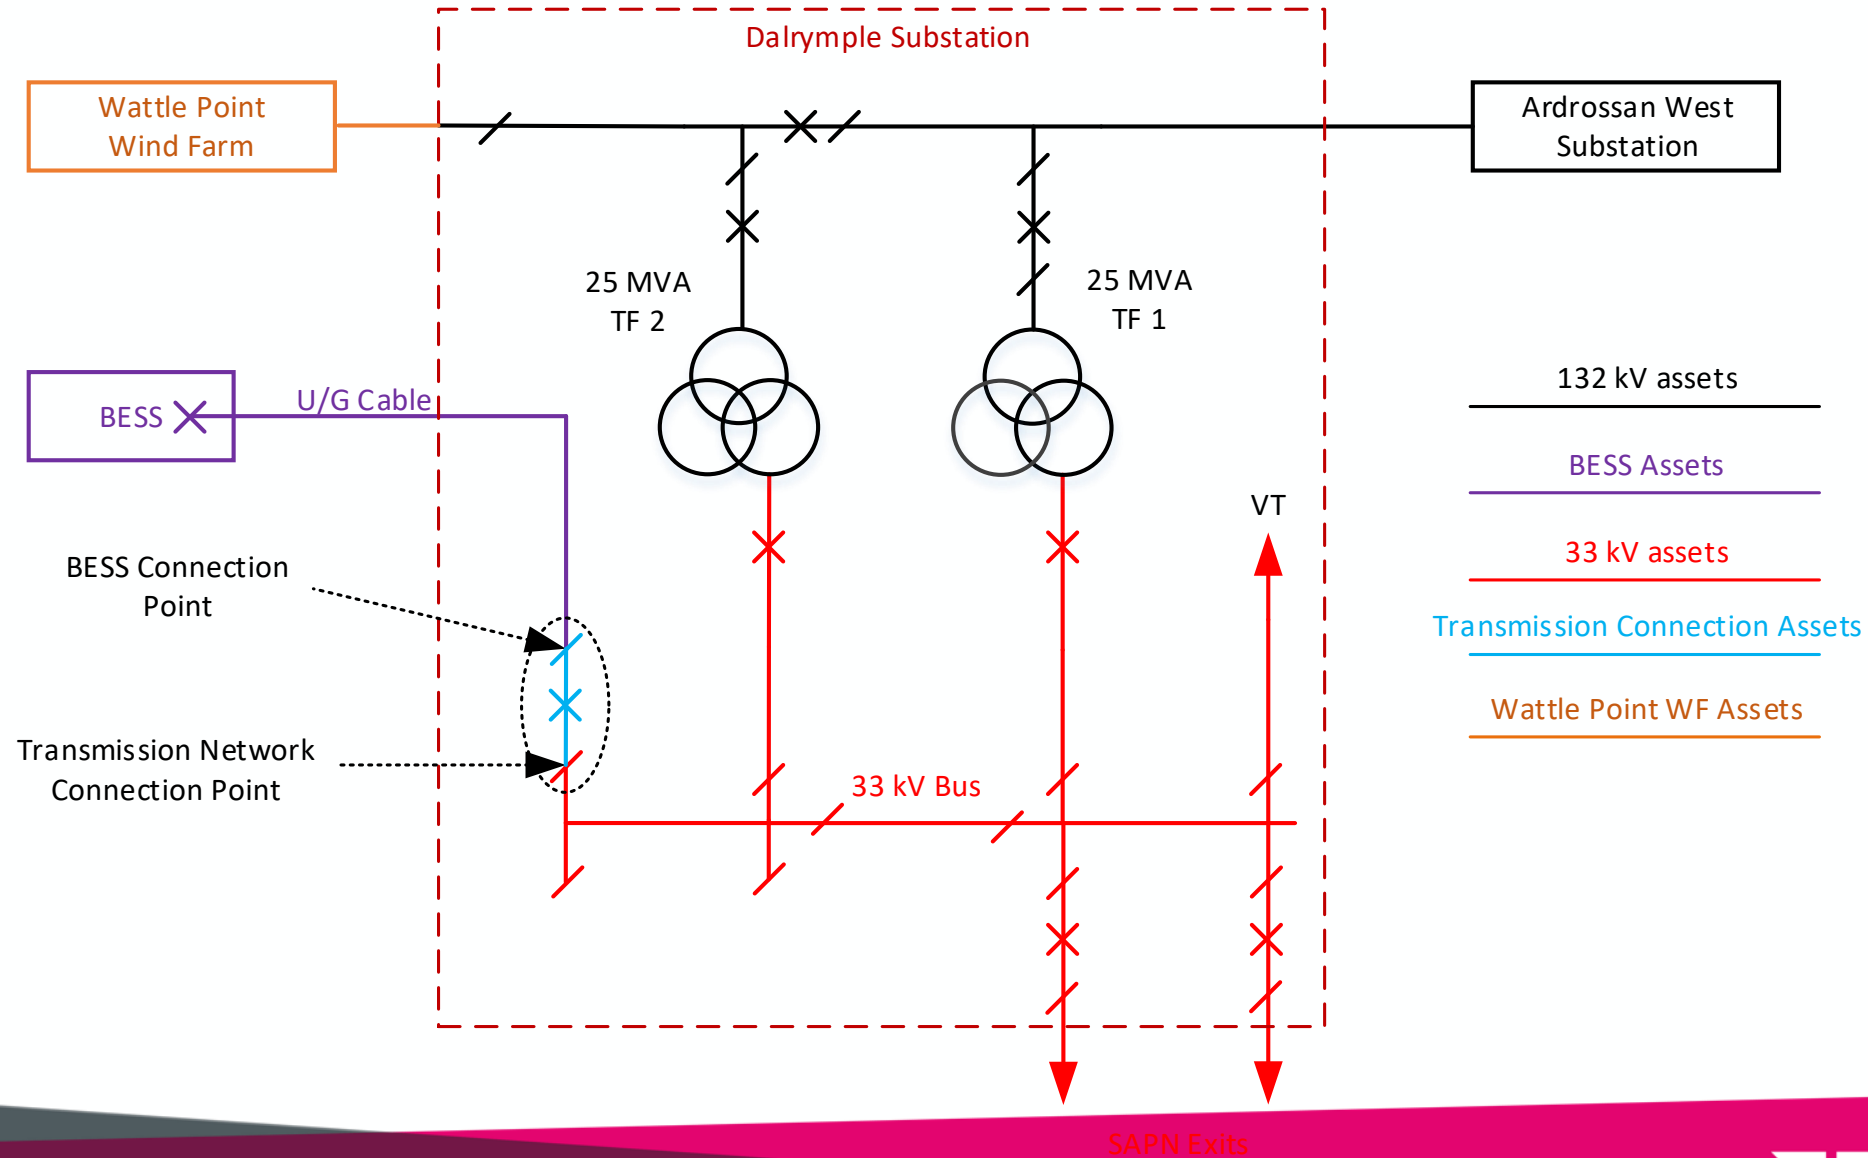 Dalrymple Substation
Wattle Point
Wind Farm
Ardrossan West
Substation
25 MVA
TF 2
25 MVA
TF 1
132 kV assets
U/G Cable
BESS
BESS Assets
VT
33 kV assets
BESS Connection
Point
Transmission Connection Assets
Wattle Point WF Assets
Transmission Network
Connection Point
33 kV Bus
SAPN Exits